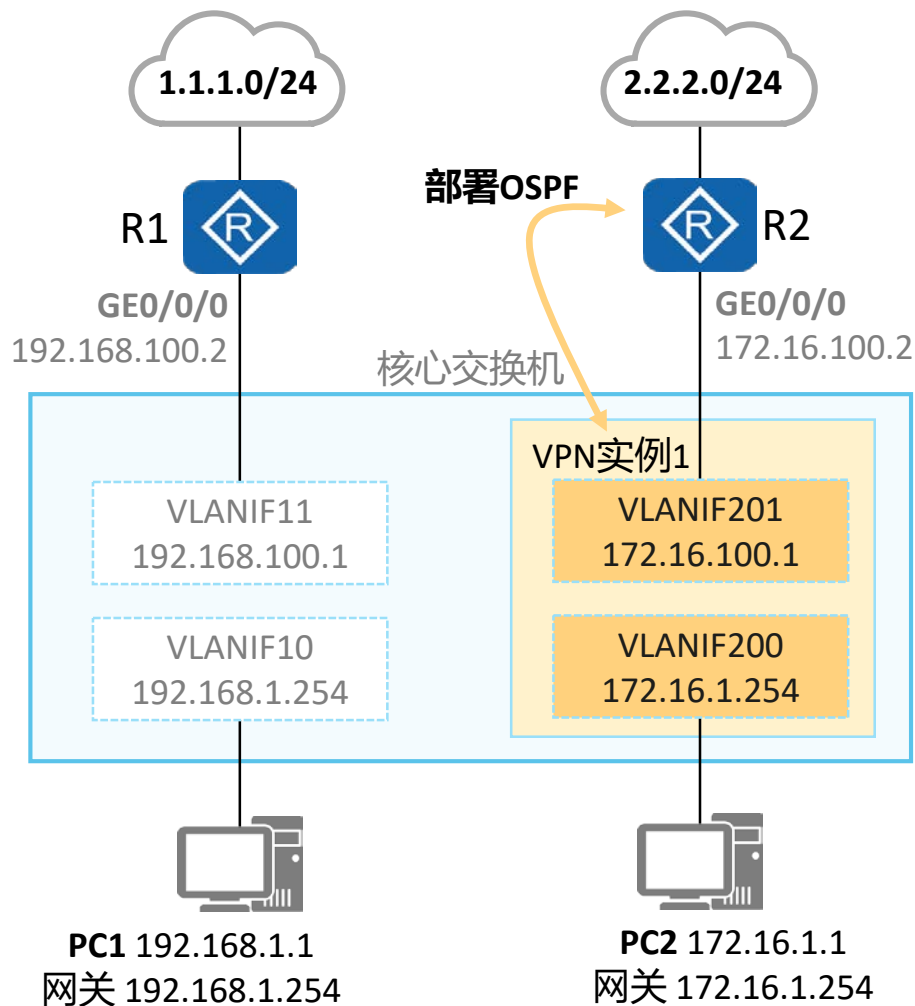 1.1.1.0/24
2.2.2.0/24
部署OSPF
R1
R2
GE0/0/0
192.168.100.2
GE0/0/0
172.16.100.2
核心交换机
VPN实例1
VLANIF11
192.168.100.1
VLANIF201
172.16.100.1
VLANIF10
192.168.1.254
VLANIF200
172.16.1.254
PC1 192.168.1.1
网关 192.168.1.254
PC2 172.16.1.1
网关 172.16.1.254